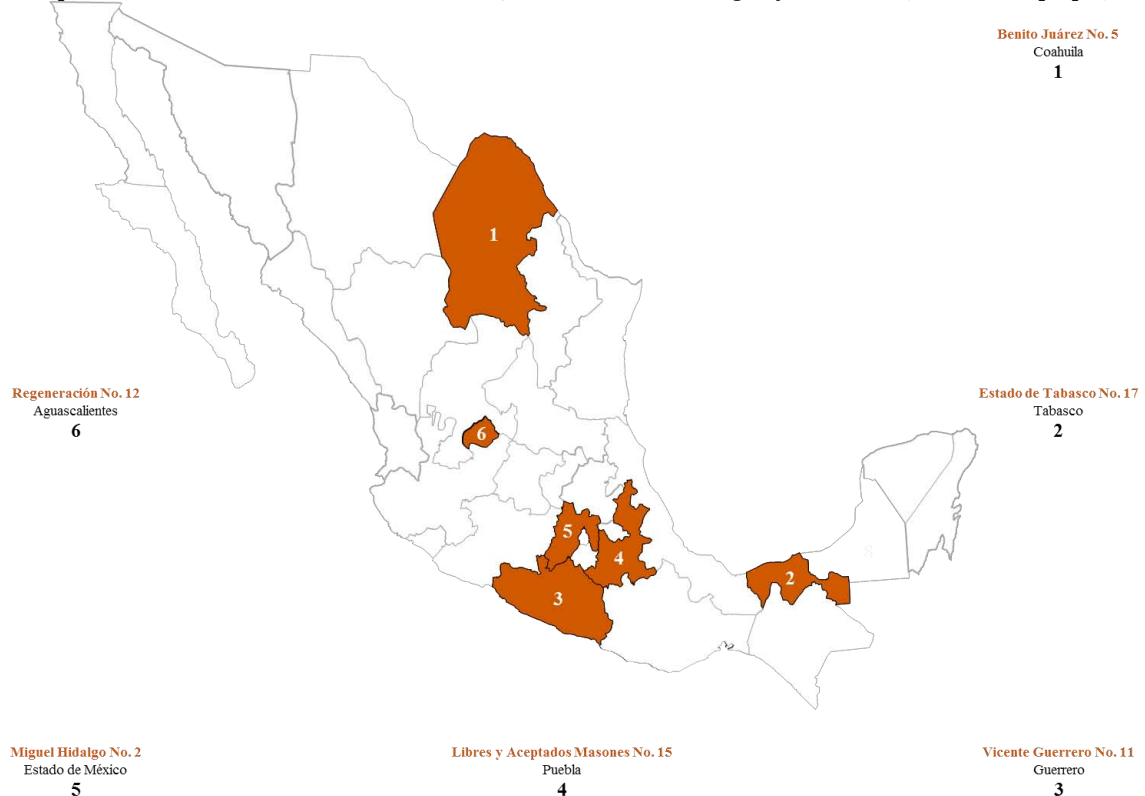 Benito Juárez No. 5
Coahuila
1
1
Regeneración No. 12
Aguascalientes
6
Estado de Tabasco No. 17
Tabasco
2
6
5
4
8
2
3
Miguel Hidalgo No. 2
Estado de México
5
Libres y Aceptados Masones No. 15
Puebla
4
Vicente Guerrero No. 11
Guerrero
3